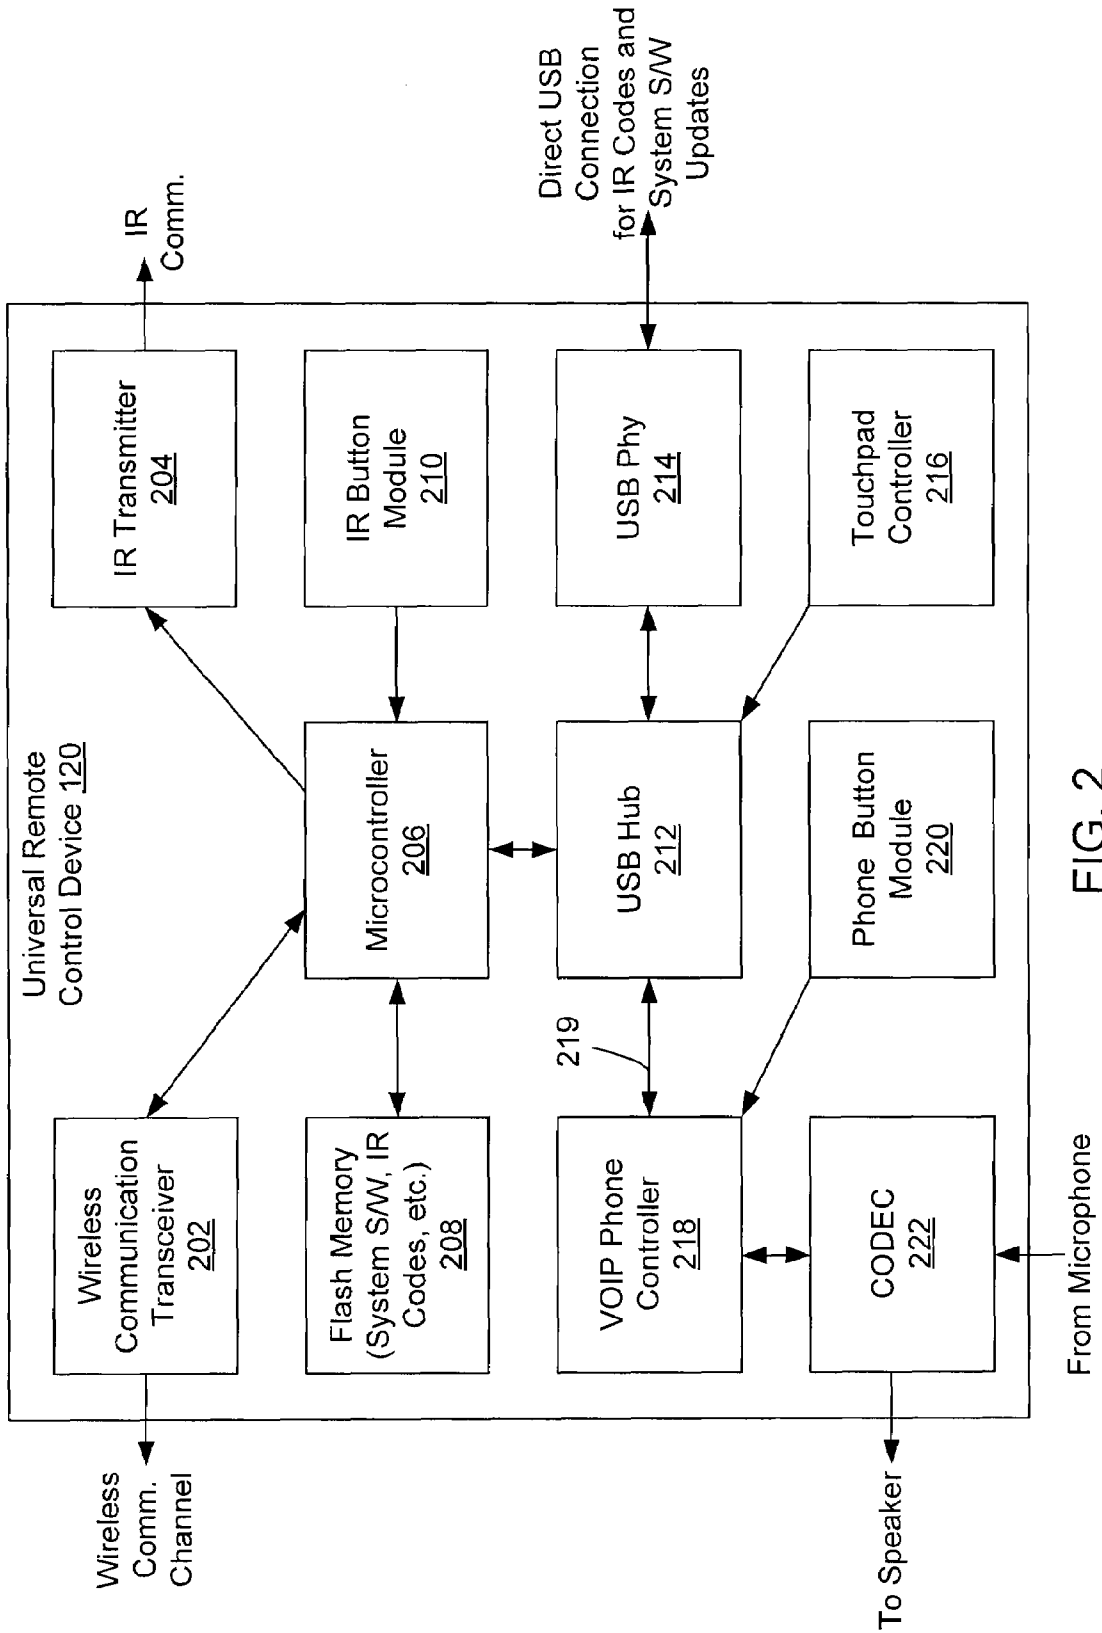 Universal Remote
Control Device 120
Wireless
Comm.
Channel
Wireless
Communication
Transceiver
202
IR Transmitter
204
IR
Comm.
Flash Memory
(System S/W, IR
Codes, etc.)
208
Microcontroller
206
IR Button
Module
210
219
VOIP Phone
Controller
218
USB Hub
212
USB Phy
214
Direct USB
Connection
for IR Codes and
System S/W
Updates
To Speaker
CODEC
222
Phone Button
Module
220
Touchpad
Controller
216
From Microphone
FIG. 2